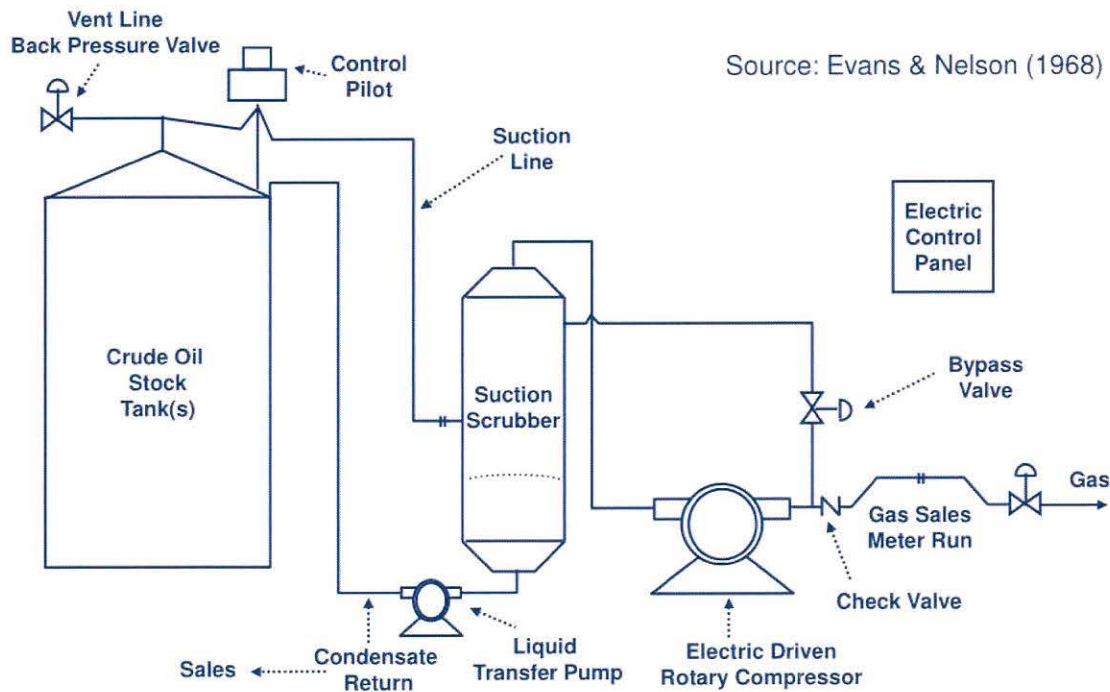 Vent Line
Back Pressure Valve
Control
Pilot
Source: Evans & Nelson (1968)
Suction
Line
Electric
Control
Panel
Crude Oil
Stock
Tank(s)
Suction
Scrubber
Bypass
Valve
Gas
Gas Sales
Meter Run
Check Valve
Sales
Condensate
Return
Liquid
Transfer Pump
Electric Driven
Rotary Compressor